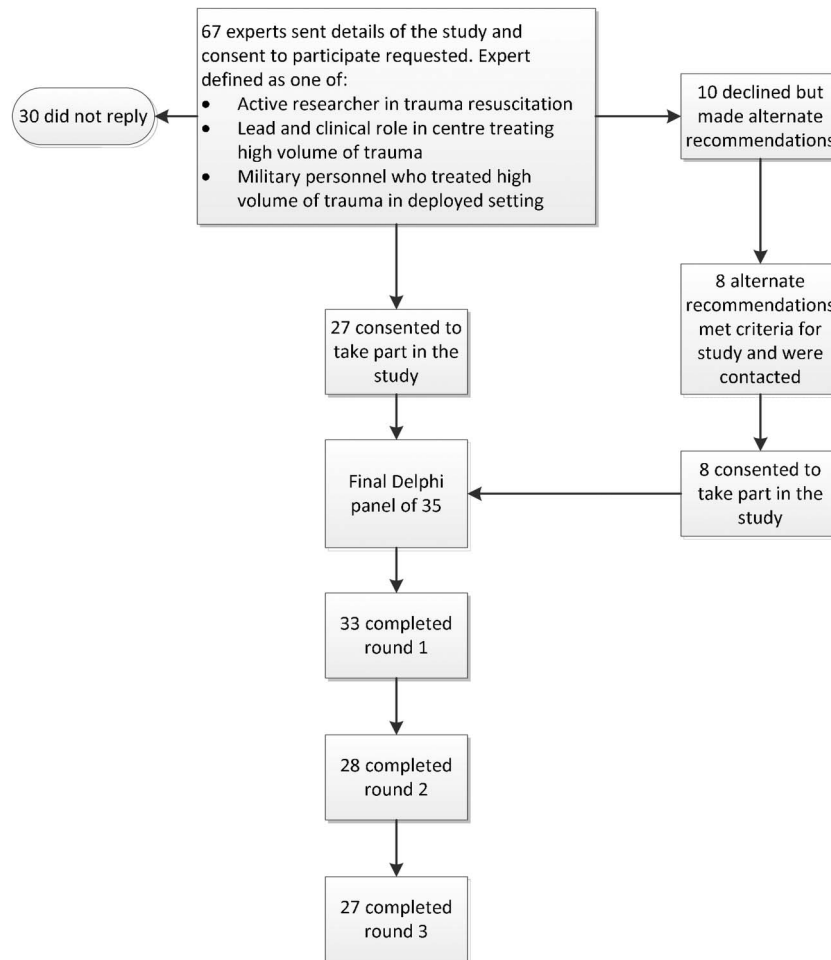 67 experts sent details of the study and
consent to participate requested. Expert
defined as one of:
• Active researcher in trauma resuscitation
• Lead and clinical role in centre treating
high volume of trauma
• Military personnel who treated high
volume of trauma in deployed setting
30 did not reply
10 declined but
made alternate
recommendations
27 consented to
take part in the
study
8 alternate
recommendations
met criteria for
study and were
contacted
Final Delphi
panel of 35
8 consented to
take part in the
study
33 completed
round 1
28 completed
round 2
27 completed
round 3